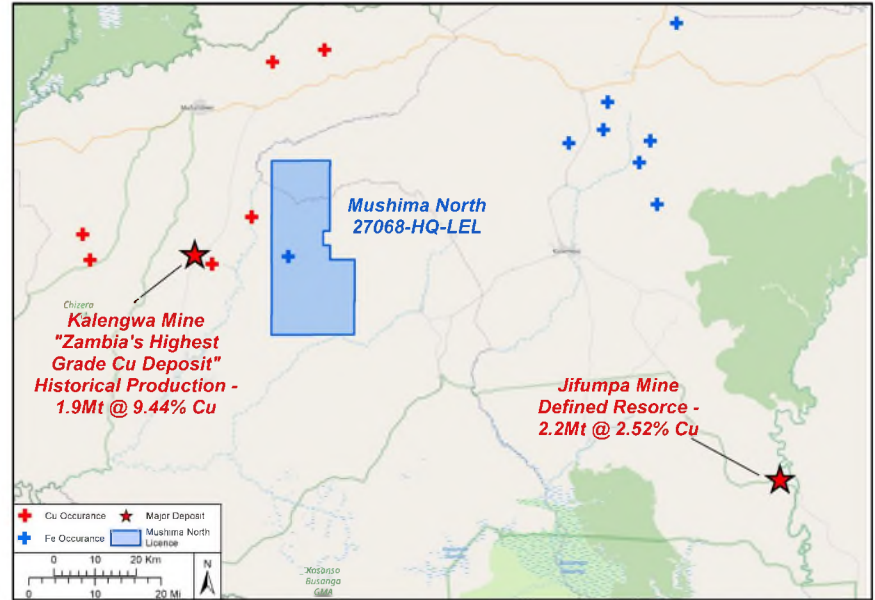 Mushima North
27068-HQ-LEL
Chizera
Kalengwa Mine
"Zambia's Highest
Grade Cu Deposit"
Historical Production -
1.9Mt @ 9.44% Cu
Jifumpa Mine
Defined Resorce -
2.2Mt @ 2.52% Cu
Cu Occurance
Major Deposit
Fe Occurance
Mushima North
Licence
0 10 20 Km
0 10 20 Mi
N
Busanga
GMA